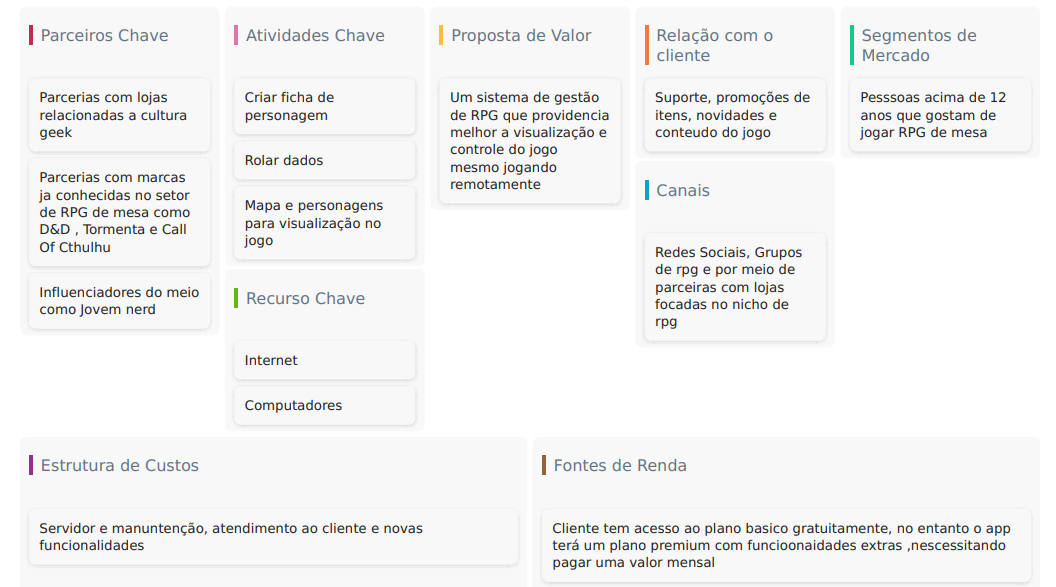 Parceiros Chave
Parcerias com lojas
relacionadas a cultura
geek
Parcerias com marcas
ja conhecidas no setor
de RPG de mesa como
D&D , Tormenta e Call
Of Cthulhu
Influenciadores do meio
como Jovem nerd
Atividades Chave
Criar ficha de
personagem
Rolar dados
Mapa e personagens
para visualização no
jogo
Recurso Chave
Internet
Computadores
Proposta de Valor
Um sistema de gestão
de RPG que providencia
melhor a visualização e
controle do jogo
mesmo jogando
remotamente
Relação com o
cliente
Suporte, promoções de
itens, novidades e
conteudo do jogo
Canais
Redes Sociais, Grupos
de rpg e por meio de
parceiras com lojas
focadas no nicho de
rpg
Segmentos de
Mercado
Pesssoas acima de 12
anos que gostam de
jogar RPG de mesa
Estrutura de Custos
Servidor e manuntenção, atendimento ao cliente e novas
funcionalidades
Fontes de Renda
Cliente tem acesso ao plano basico gratuitamente, no entanto o app
terá um plano premium com funcioonaidades extras ,nescessitando
pagar uma valor mensal